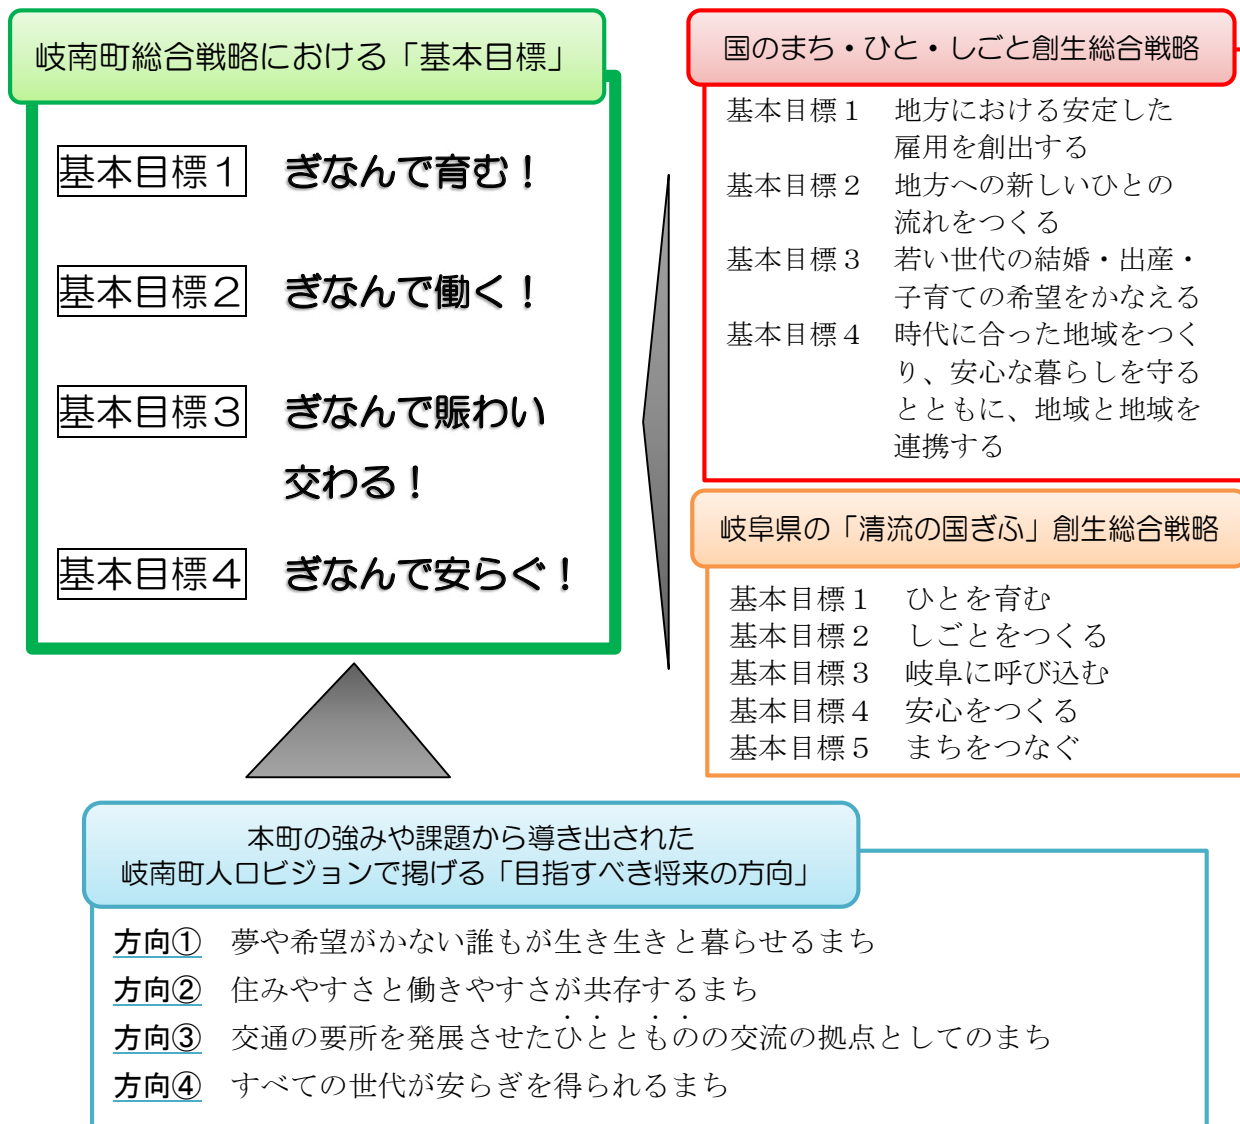 岐南町総合戦略における「基本目標」
基本目標１　ぎなんで育む！
基本目標２　ぎなんで働く！
基本目標３　ぎなんで賑わい
交わる！
基本目標４　ぎなんで安らぐ！
国のまち・ひと・しごと創生総合戦略
基本目標１　地方における安定した
雇用を創出する
基本目標２　地方への新しいひとの
流れをつくる
基本目標３　若い世代の結婚・出産・
子育ての希望をかなえる
基本目標４　時代に合った地域をつく
り、安心な暮らしを守る
とともに、地域と地域を
連携する
岐阜県の「清流の国ぎふ」創生総合戦略
基本目標１　ひとを育む
基本目標２　しごとをつくる
基本目標３　岐阜に呼び込む
基本目標４　安心をつくる
基本目標５　まちをつなぐ
本町の強みや課題から導き出された
岐南町人口ビジョンで掲げる「目指すべき将来の方向」
方向①　夢や希望がかない誰もが生き生きと暮らせるまち
方向②　住みやすさと働きやすさが共存するまち
方向③　交通の要所を発展させたひととものの交流の拠点としてのまち
方向④　すべての世代が安らぎを得られるまち